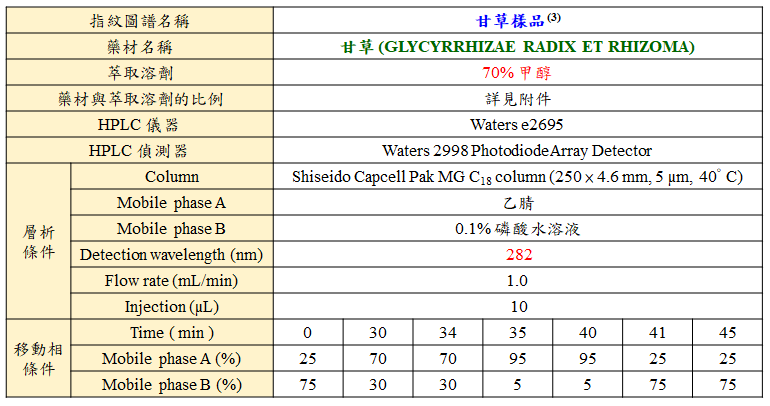 指紋圖譜名稱 甘草樣品(3)
藥材名稱 甘草 (GLYCYRRHIZAE RADIX ET RHIZOMA)
萃取溶劑 70% 甲醇
藥材與萃取溶劑的比例 詳見附件
HPLC 儀器 Waters e2695
HPLC 偵測器 Waters 2998 Photodiode Array Detector
層析條件 Column Shiseido Capcell Pak MG C18 column (250 x 4.6 mm, 5 μm, 40° C)
Mobile phase A 乙腈
Mobile phase B 0.1% 磷酸水溶液
Detection wavelength (nm) 282
Flow rate (mL/min) 1.0
Injection (μL) 10
移動相條件 Time ( min ) 0 30 34 35 40 41 45
Mobile phase A (%) 25 70 70 95 95 25 25
Mobile phase B (%) 75 30 30 5 5 75 75